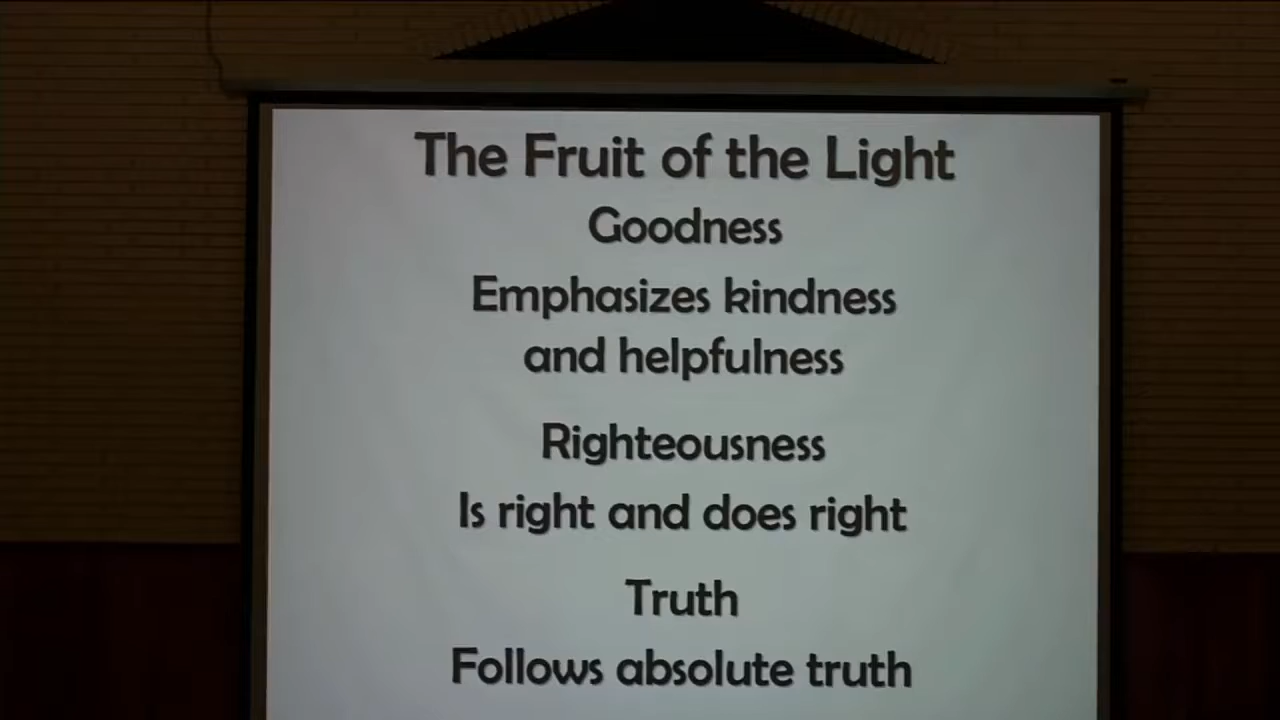 The Fruit of the Light
Goodness
Emphasizes kindness
and helpfulness
Righteousness
Is right and does right
Truth
Follows absolute truth